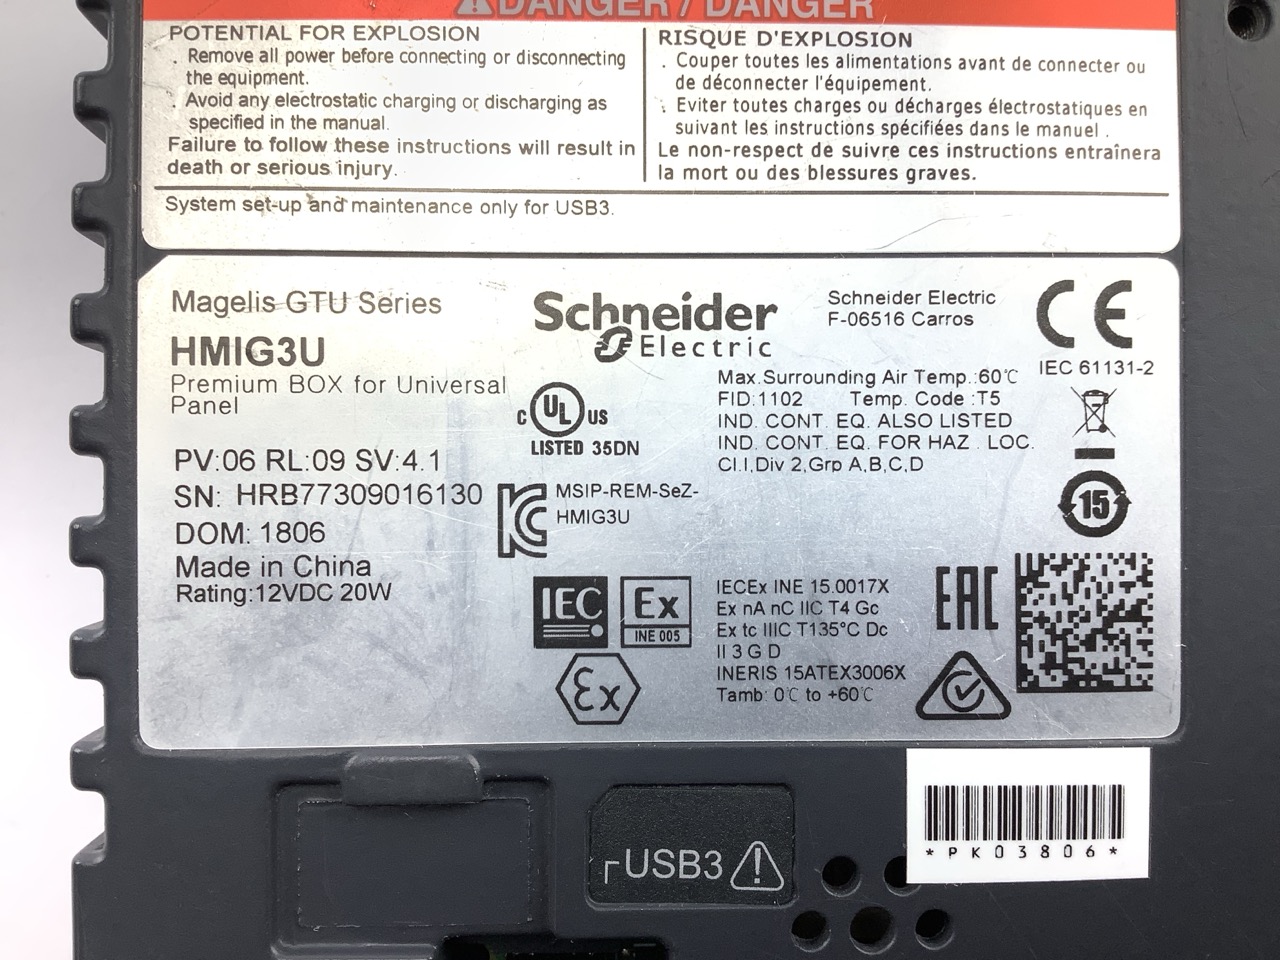 ⚠DANGER / DANGER
POTENTIAL FOR EXPLOSION
. Remove all power before connecting or disconnecting
the equipment.
. Avoid any electrostatic charging or discharging as
specified in the manual.
Failure to follow these instructions will result in
death or serious injury.
RISQUE D'EXPLOSION
. Couper toutes les alimentations avant de connecter ou
de déconnecter l'équipement.
. Eviter toutes charges ou décharges électrostatiques en
suivant les instructions spécifiées dans le manuel .
Le non-respect de suivre ces instructions entraînera
la mort ou des blessures graves.
System set-up and maintenance only for USB3.
Magelis GTU Series
HMIG3U
Premium BOX for Universal
Panel
PV:06 RL:09 SV:4.1
SN: HRB77309016130
DOM: 1806
Made in China
Rating:12VDC 20W
Schneider
Electric
Schneider Electric
F-06516 Carros
CE
IEC 61131-2
C UL US
LISTED 35DN
Max.Surrounding Air Temp.:60℃
FID:1102 Temp. Code :T5
IND. CONT. EQ. ALSO LISTED
IND. CONT. EQ. FOR HAZ. LOC.
Cl.I,Div 2,Grp A,B,C,D
15
KC
MSIP-REM-SeZ-
HMIG3U
IEC
Ex
INE 005
Ex
IECEx INE 15.0017X
Ex nA nC IIC T4 Gc
Ex tc IIIC T135°C Dc
II 3 G D
INERIS 15ATEX3006X
Tamb: 0℃ to +60℃
EAC
USB3
*PK03806*